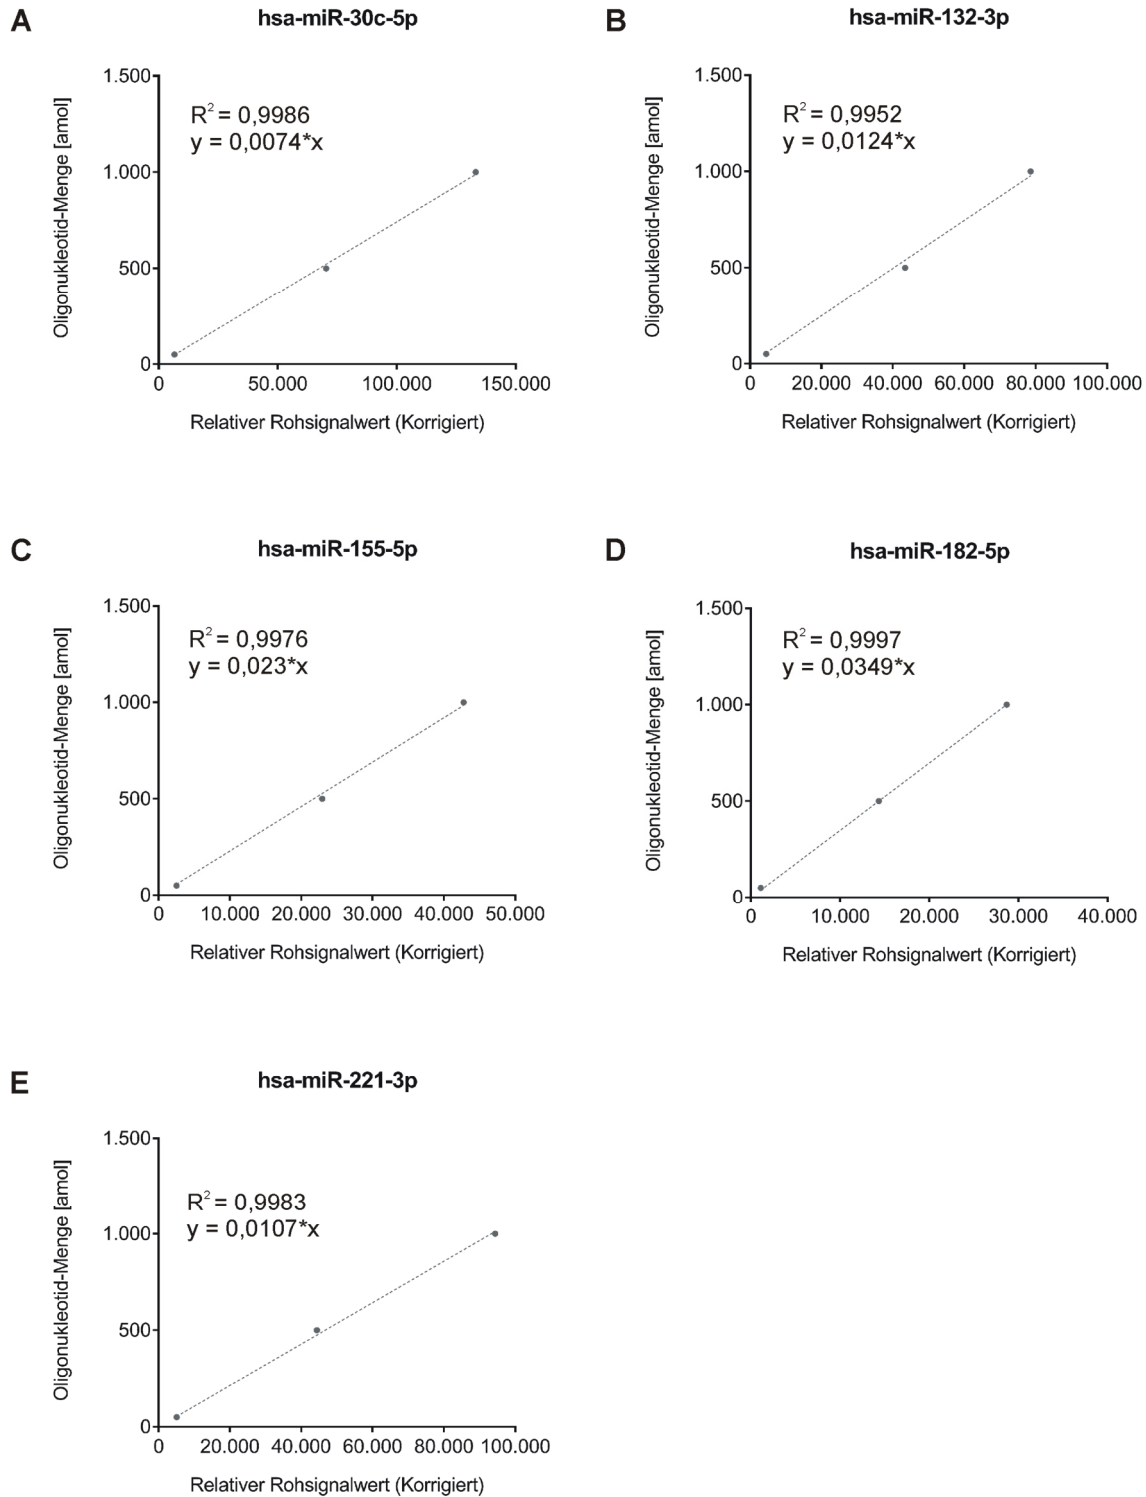 A
hsa-miR-30c-5p
Oligonukleotid-Menge [amol]
1.500
1.000
500
0
R² = 0,9986
y = 0,0074*x
0 50.000 100.000 150.000
Relativer Rohsignalwert (Korrigiert)
B
hsa-miR-132-3p
Oligonukleotid-Menge [amol]
1.500
1.000
500
0
R² = 0,9952
y = 0,0124*x
0 20.000 40.000 60.000 80.000 100.000
Relativer Rohsignalwert (Korrigiert)
C
hsa-miR-155-5p
Oligonukleotid-Menge [amol]
1.500
1.000
500
0
R² = 0,9976
y = 0,023*x
0 10.000 20.000 30.000 40.000 50.000
Relativer Rohsignalwert (Korrigiert)
D
hsa-miR-182-5p
Oligonukleotid-Menge [amol]
1.500
1.000
500
0
R² = 0,9997
y = 0,0349*x
0 10.000 20.000 30.000 40.000
Relativer Rohsignalwert (Korrigiert)
E
hsa-miR-221-3p
Oligonukleotid-Menge [amol]
1.500
1.000
500
0
R² = 0,9983
y = 0,0107*x
0 20.000 40.000 60.000 80.000 100.000
Relativer Rohsignalwert (Korrigiert)